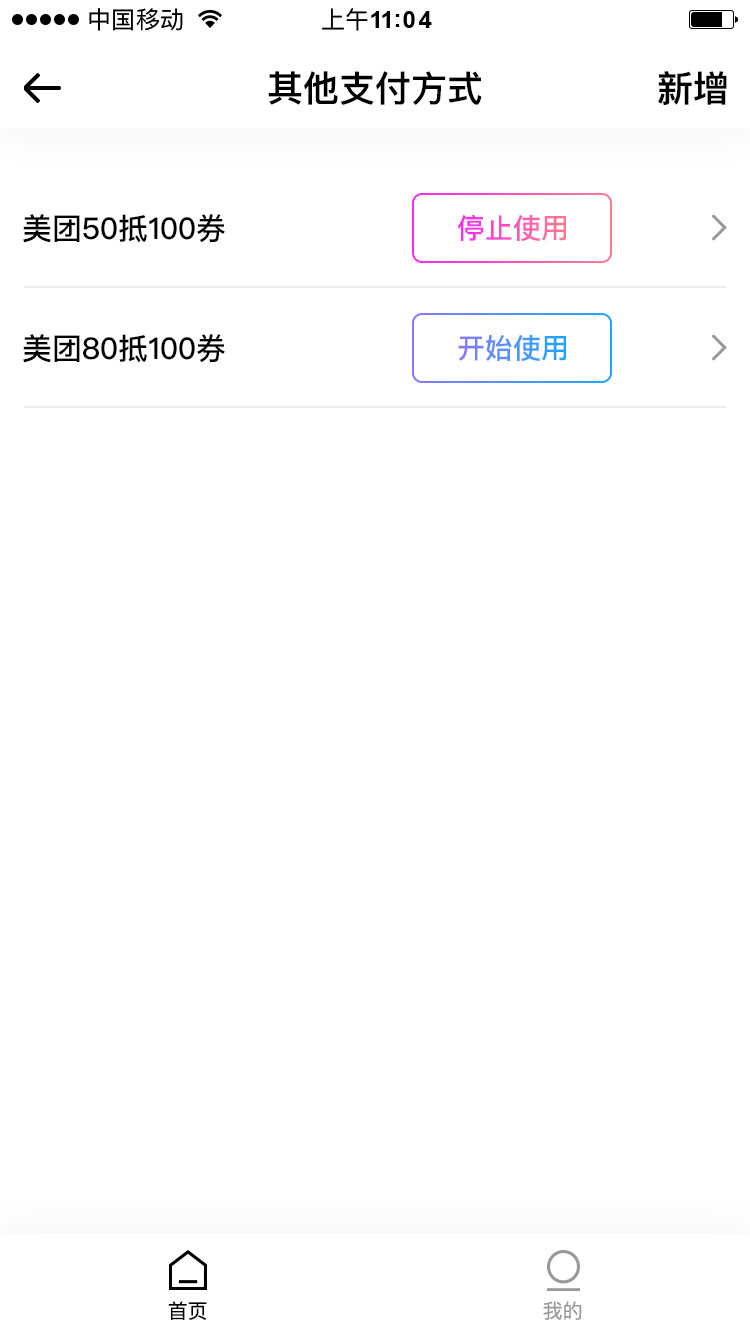 中国移动 上午11:04
其他支付方式 新增
美团50抵100券 停止使用
美团80抵100券 开始使用
首页 我的